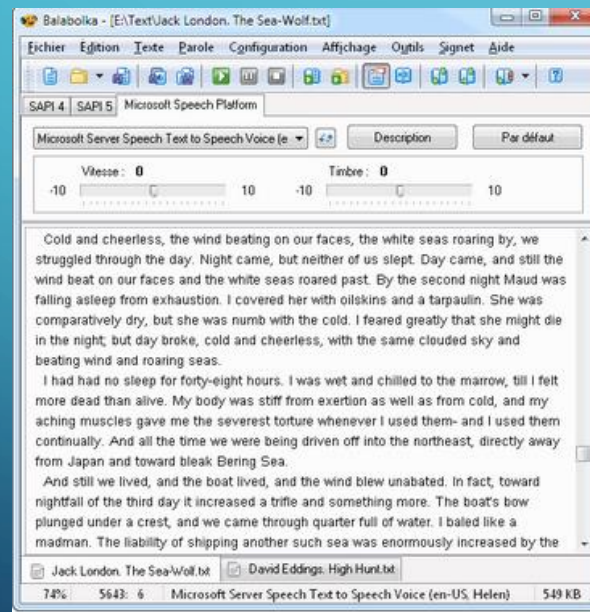 Balabolka - [E:\Text\Jack London. The Sea-Wolf.txt]
Fichier Édition Texte Parole Configuration Affichage Outils Signet Aide
SAPI 4 SAPI 5 Microsoft Speech Platform
Microsoft Server Speech Text to Speech Voice (e Description Par défaut
Vitesse : 0 Timbre : 0
-10 10 -10 10
Cold and cheerless, the wind beating on our faces, the white seas roaring by, we
struggled through the day. Night came, but neither of us slept. Day came, and still the
wind beat on our faces and the white seas roared past. By the second night Maud was
falling asleep from exhaustion. I covered her with oilskins and a tarpaulin. She was
comparatively dry, but she was numb with the cold. I feared greatly that she might die
in the night; but day broke, cold and cheerless, with the same clouded sky and
beating wind and roaring seas.
I had had no sleep for forty-eight hours. I was wet and chilled to the marrow, till I felt
more dead than alive. My body was stiff from exertion as well as from cold, and my
aching muscles gave me the severest torture whenever I used them- and I used them
continually. And all the time we were being driven off into the northeast, directly away
from Japan and toward bleak Bering Sea.
And still we lived, and the boat lived, and the wind blew unabated. In fact, toward
nightfall of the third day it increased a trifle and something more. The boat's bow
plunged under a crest, and we came through quarter full of water. I baled like a
madman. The liability of shipping another such sea was enormously increased by the
Jack London. The Sea-Wolf.txt David Eddings. High Hunt.txt
74% 5643: 6 Microsoft Server Speech Text to Speech Voice (en-US, Helen) 549 KB